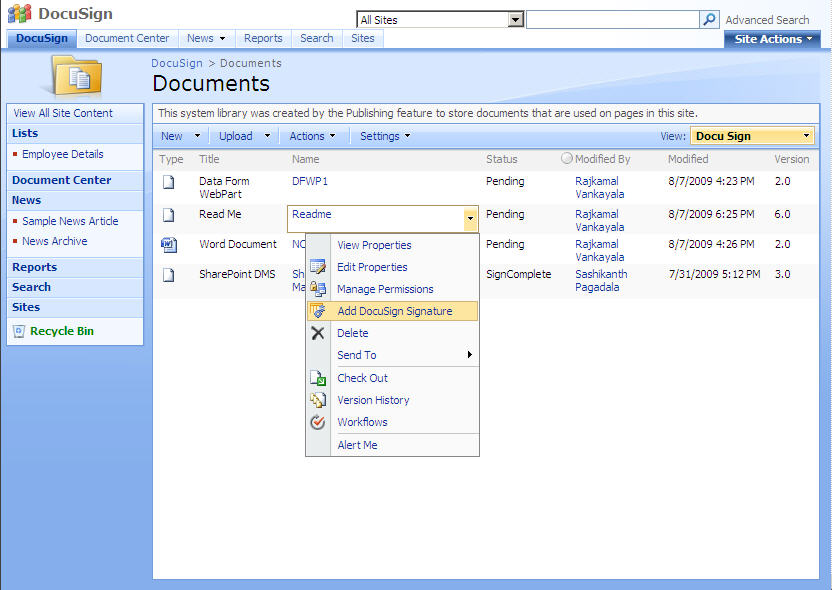 DocuSign
All Sites
Advanced Search
DocuSign Document Center News Reports Search Sites
Site Actions
DocuSign > Documents
Documents
View All Site Content
Lists
Employee Details
Document Center
News
Sample News Article
News Archive
Reports
Search
Sites
Recycle Bin
This system library was created by the Publishing feature to store documents that are used on pages in this site.
New Upload Actions Settings View: Docu Sign
Type Title Name Status Modified By Modified Version
Data Form DFWP1 Pending Rajkamal 8/7/2009 4:23 PM 2.0
WebPart Vankayala
Read Me Readme Pending Rajkamal 8/7/2009 6:25 PM 6.0
Vankayala
Word Document Pending Rajkamal 8/7/2009 4:26 PM 2.0
Vankayala
SharePoint DMS Sh SignComplete Sashikanth 7/31/2009 5:12 PM 3.0
Ma Pagadala
View Properties
Edit Properties
Manage Permissions
Add DocuSign Signature
Delete
Send To
Check Out
Version History
Workflows
Alert Me